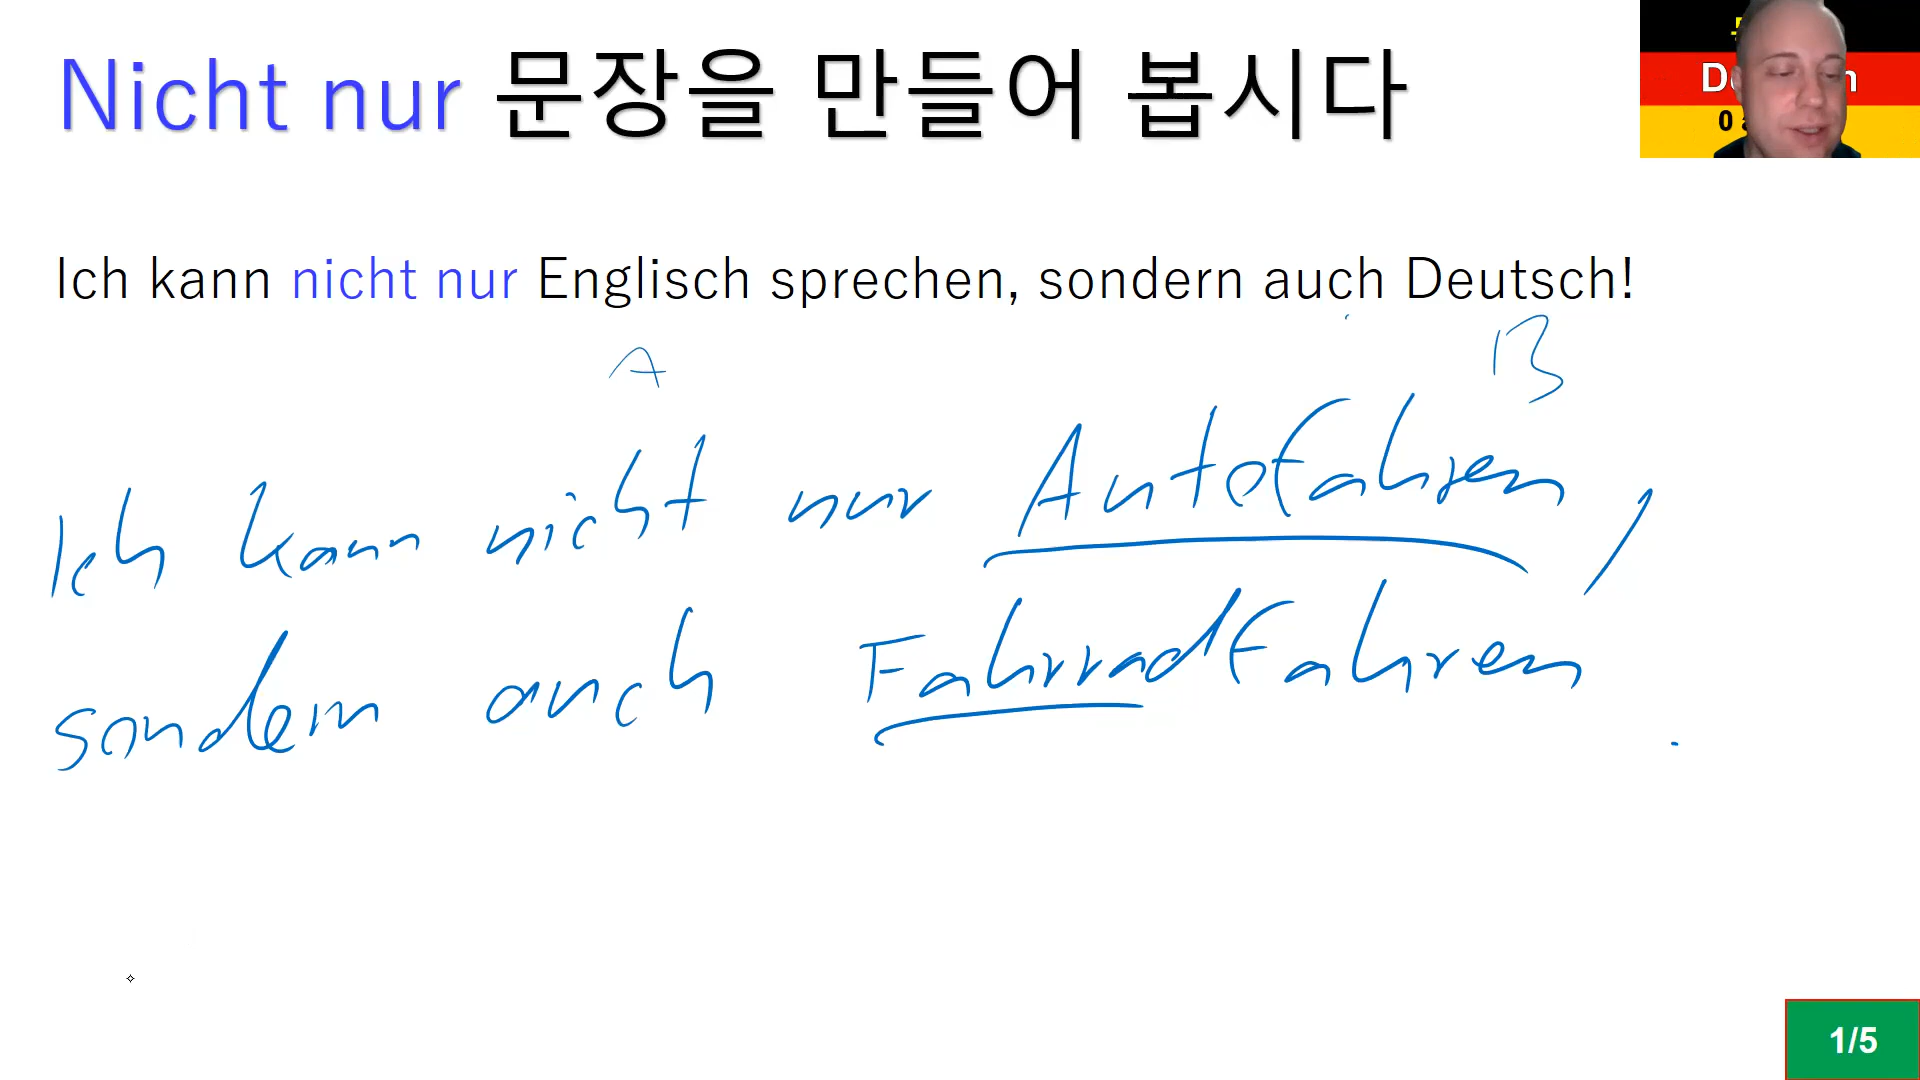 Nicht nur 문장을 만들어 봅시다
Ich kann nicht nur Englisch sprechen, sondern auch Deutsch!
A B
Ich kann nicht nur Autofahren,
sondern auch Fahrradfahren.
1/5